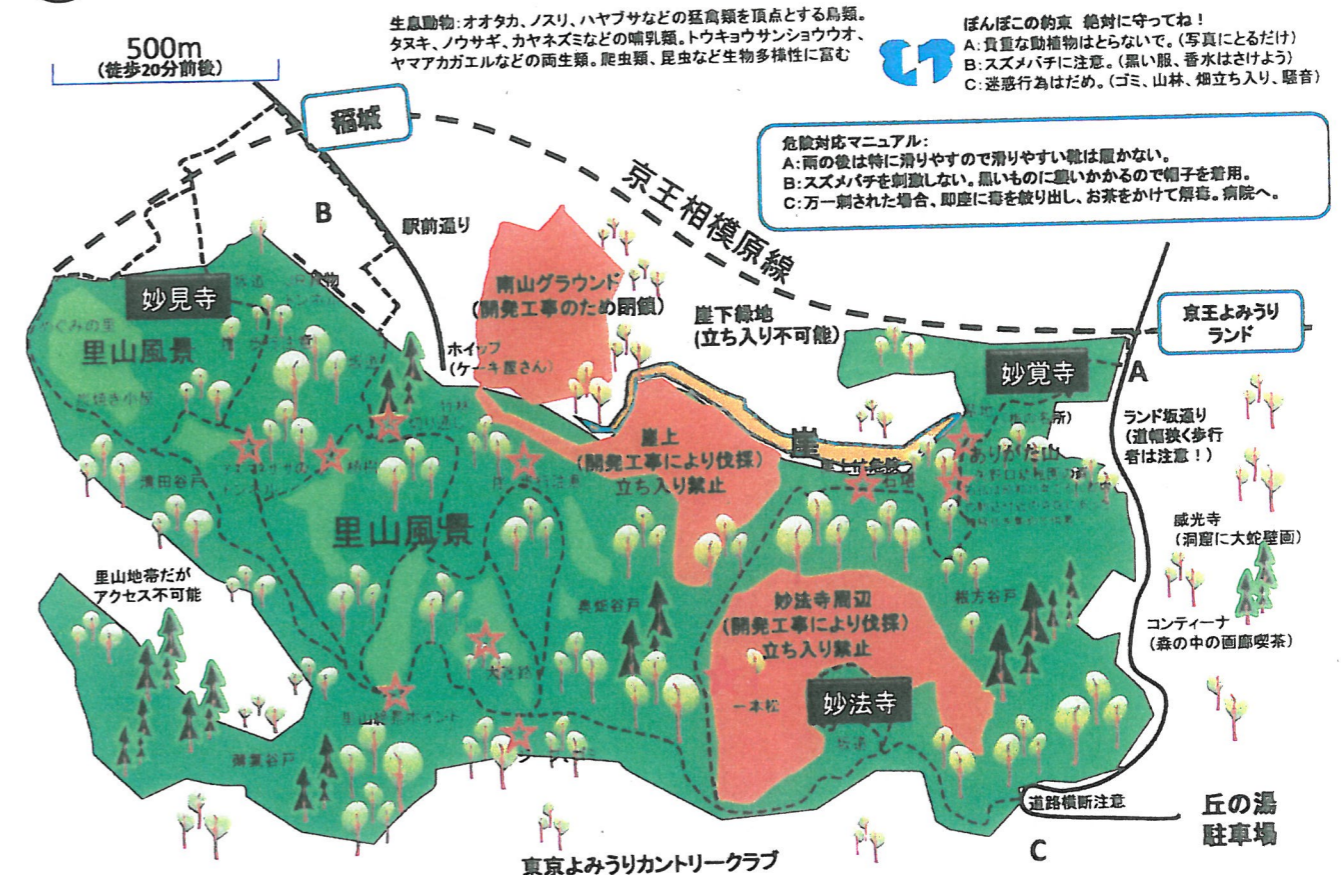 500m
(徒歩20分前後)
生息動物:オオタカ、ノスリ、ハヤブサなどの猛禽類を頂点とする鳥類。
タヌキ、ノウサギ、カヤネズミなどの哺乳類。トウキョウサンショウウオ、
ヤマアカガエルなどの両生類。爬虫類、昆虫など生物多様性に富む
ぽんぽこの約束 絶対に守ってね！
A:貴重な動植物はとらないで。(写真にとるだけ)
B:スズメバチに注意。(黒い服、香水はさけよう)
C:迷惑行為はだめ。(ゴミ、山林、畑立ち入り、騒音)
危険対応マニュアル:
A:雨の後は特に滑りやすので滑りやすい靴は履かない。
B:スズメバチを刺激しない。黒いものに襲いかかるので帽子を着用。
C:万一刺された場合、即座に毒を絞り出し、お茶をかけて解毒。病院へ。
稲城
京王相模原線
B
駅前通り
南山グラウンド
(開発工事のため閉鎖)
崖下緑地
(立ち入り不可能)
京王よみうり
ランド
妙見寺
めぐみの里
里山風景
炭焼き小屋
ホイップ
(ケーキ屋さん)
竹林
妙覚寺
A
ランド坂通り
(道幅狭く歩行
者は注意！)
崖上
(開発工事により伐採)
立ち入り禁止
崖
ありがた山
威光寺
(洞窟に大蛇壁画)
里山風景
里山地帯だが
アクセス不可能
奥畑谷戸
妙法寺周辺
(開発工事により伐採)
立ち入り禁止
根方谷戸
コンティーナ
(森の中の画廊喫茶)
一本松
妙法寺
坂道
道路横断注意
丘の湯
駐車場
C
東京よみうりカントリークラブ